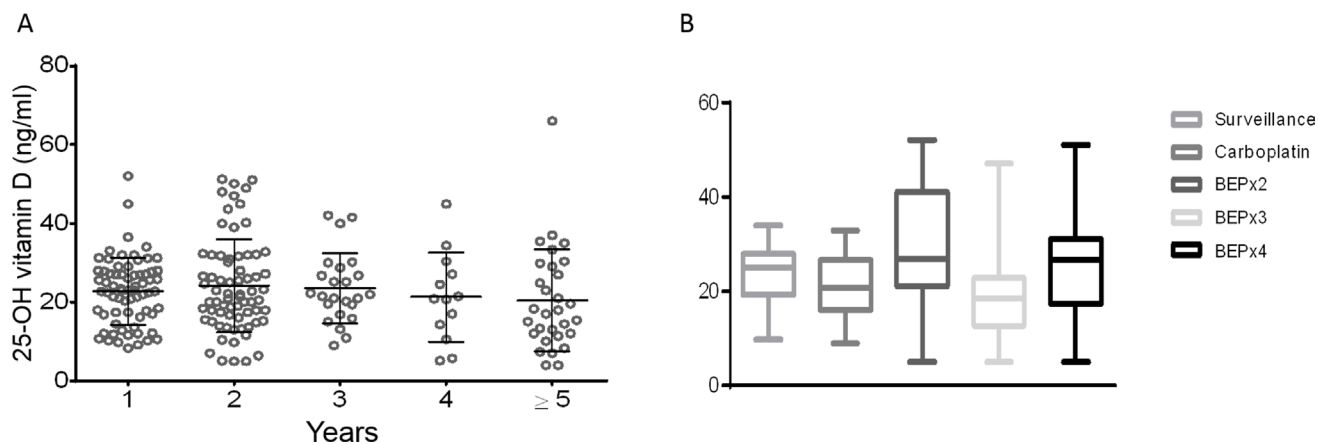 A
B
25-OH vitamin D (ng/ml)
80
60
40
20
0
1 2 3 4 ≥ 5
Years
60
40
20
0
Surveillance
Carboplatin
BEPx2
BEPx3
BEPx4